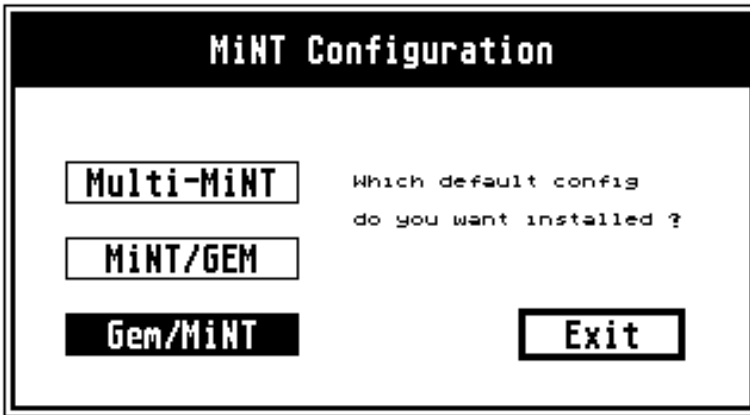 MiNT Configuration
Multi-MiNT
Which default config
do you want installed ?
MiNT/GEM
Gem/MiNT
Exit